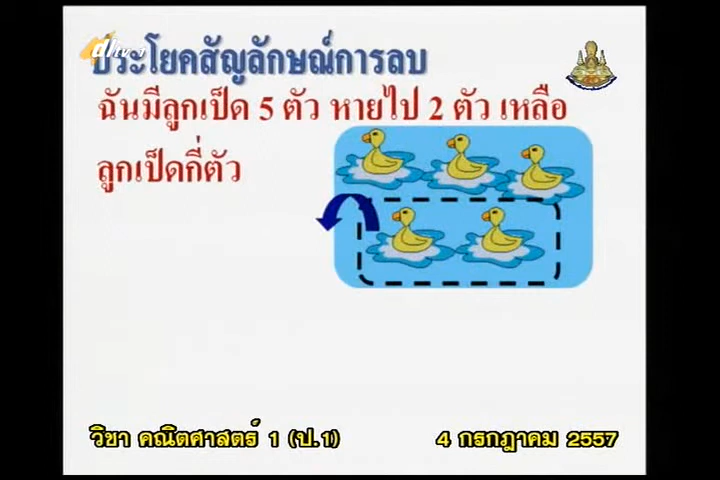 dltv 1
ประโยคสัญลักษณ์การลบ
ฉันมีลูกเป็ด 5 ตัว หายไป 2 ตัว เหลือ
ลูกเป็ดกี่ตัว
วิชา คณิตศาสตร์ 1 (ป.1)
4 กรกฎาคม 2557